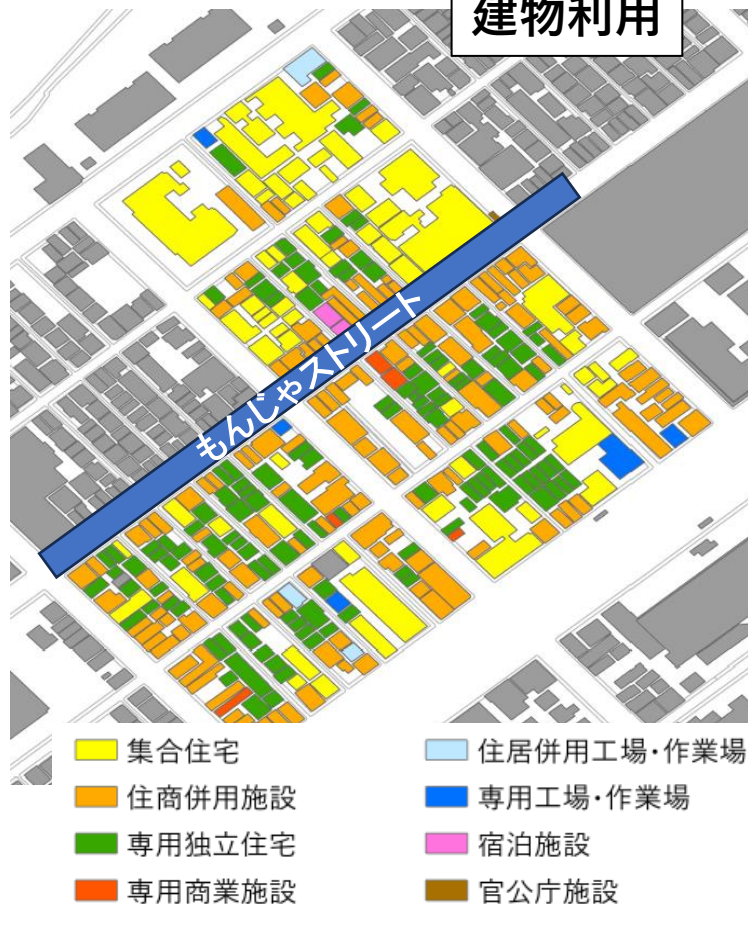 建物利用
もんじゃストリート
集合住宅
住商併用施設
専用独立住宅
専用商業施設
住居併用工場・作業場
専用工場・作業場
宿泊施設
官公庁施設